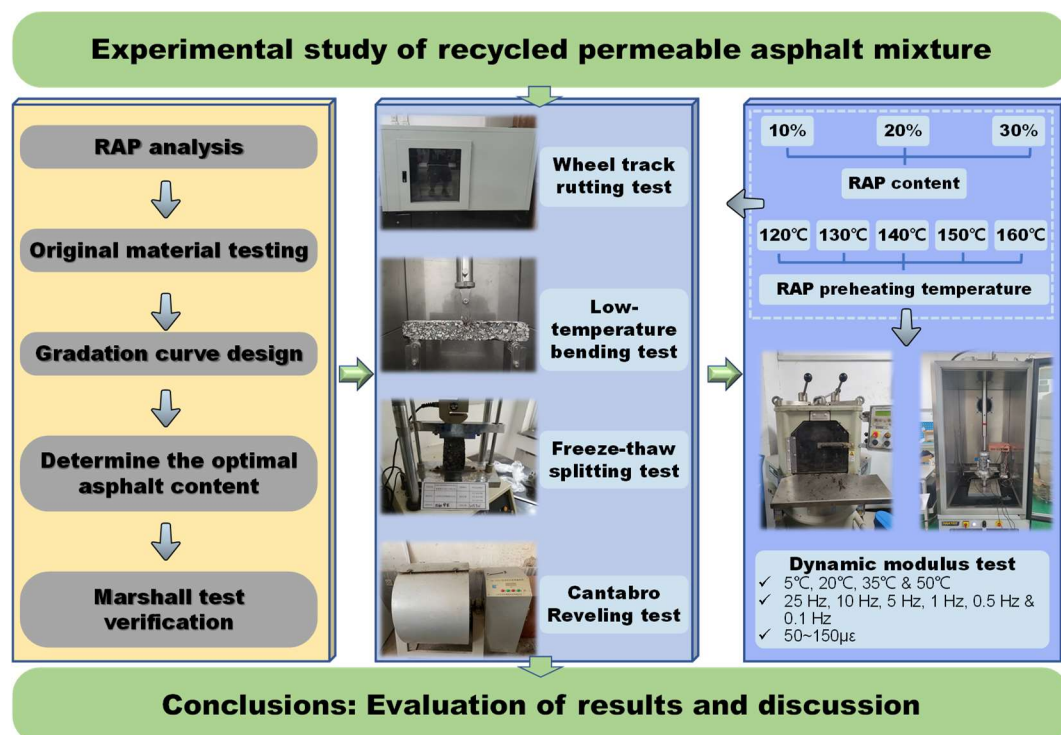 Experimental study of recycled permeable asphalt mixture
RAP analysis
Original material testing
Gradation curve design
Determine the optimal
asphalt content
Marshall test
verification
Wheel track
rutting test
Low-
temperature
bending test
Freeze-thaw
splitting test
Cantabro
Reveling test
10% 20% 30%
RAP content
120℃ 130℃ 140℃ 150℃ 160℃
RAP preheating temperature
Dynamic modulus test
✓ 5℃, 20℃, 35℃ & 50℃
✓ 25 Hz, 10 Hz, 5 Hz, 1 Hz, 0.5 Hz &
0.1 Hz
✓ 50~150με
Conclusions: Evaluation of results and discussion